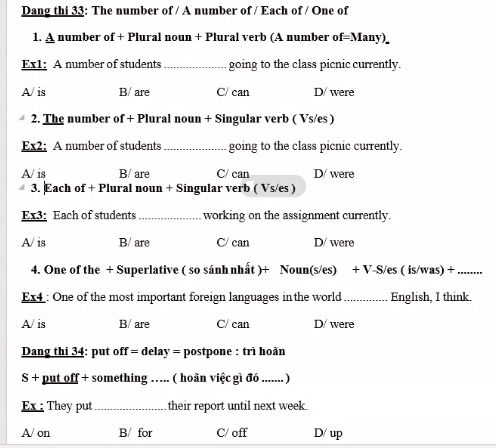 Dang thi 33: The number of / A number of / Each of / One of
1. A number of + Plural noun + Plural verb (A number of=Many).
Ex1: A number of students .................... going to the class picnic currently.
A/ is B/ are C/ can D/ were
2. The number of + Plural noun + Singular verb ( Vs/es )
Ex2: A number of students .................... going to the class picnic currently.
A/ is B/ are C/ can D/ were
3. Each of + Plural noun + Singular verb ( Vs/es )
Ex3: Each of students .................... working on the assignment currently.
A/ is B/ are C/ can D/ were
4. One of the + Superlative ( so sánh nhất )+ Noun(s/es) + V-S/es ( is/was) + ........
Ex4 : One of the most important foreign languages in the world .............. English, I think.
A/ is B/ are C/ can D/ were
Dang thi 34: put off = delay = postpone : trì hoãn
S + put off + something ..... ( hoãn việc gì đó ....... )
Ex : They put ....................... their report until next week.
A/ on B/ for C/ off D/ up